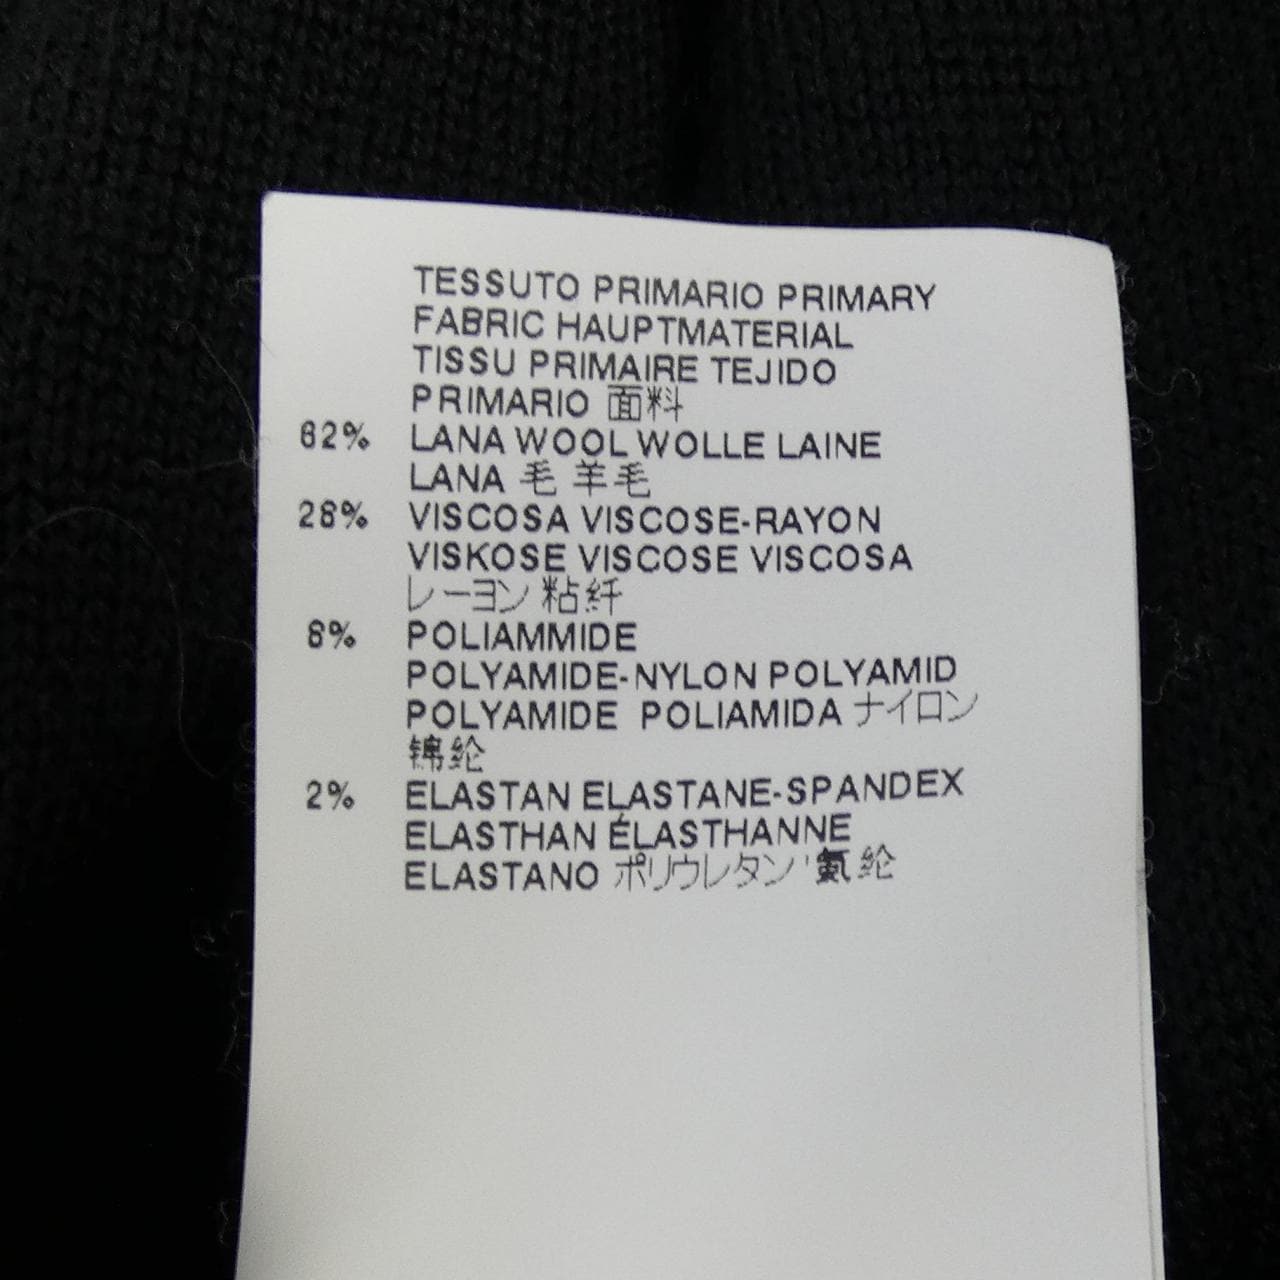 TESSUTO PRIMARIO PRIMARY
FABRIC HAUPTMATERIAL
TISSU PRIMAIRE TEJIDO
PRIMARIO 面料
62% LANA WOOL WOLLE LAINE
LANA 毛 羊毛
28% VISCOSA VISCOSE-RAYON
VISKOSE VISCOSE VISCOSA
レーヨン 粘纤
8% POLIAMMIDE
POLYAMIDE-NYLON POLYAMID
POLYAMIDE POLIAMIDA ナイロン
锦纶
2% ELASTAN ELASTANE-SPANDEX
ELASTHAN ÉLASTHANNE
ELASTANO ポリウレタン 氨纶